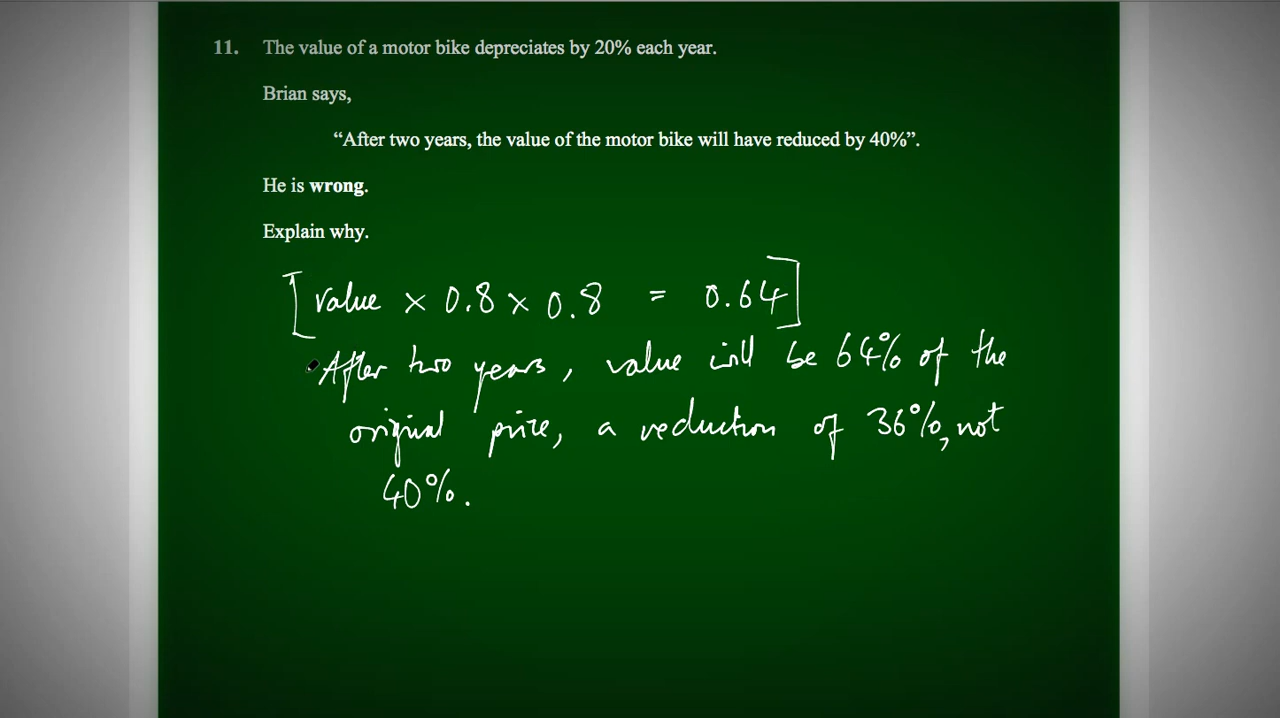 11. The value of a motor bike depreciates by 20% each year.
Brian says,
“After two years, the value of the motor bike will have reduced by 40%”.
He is wrong.
Explain why.
[value × 0.8 × 0.8 = 0.64]
• After two years, value will be 64% of the
original price, a reduction of 36%, not
40%.